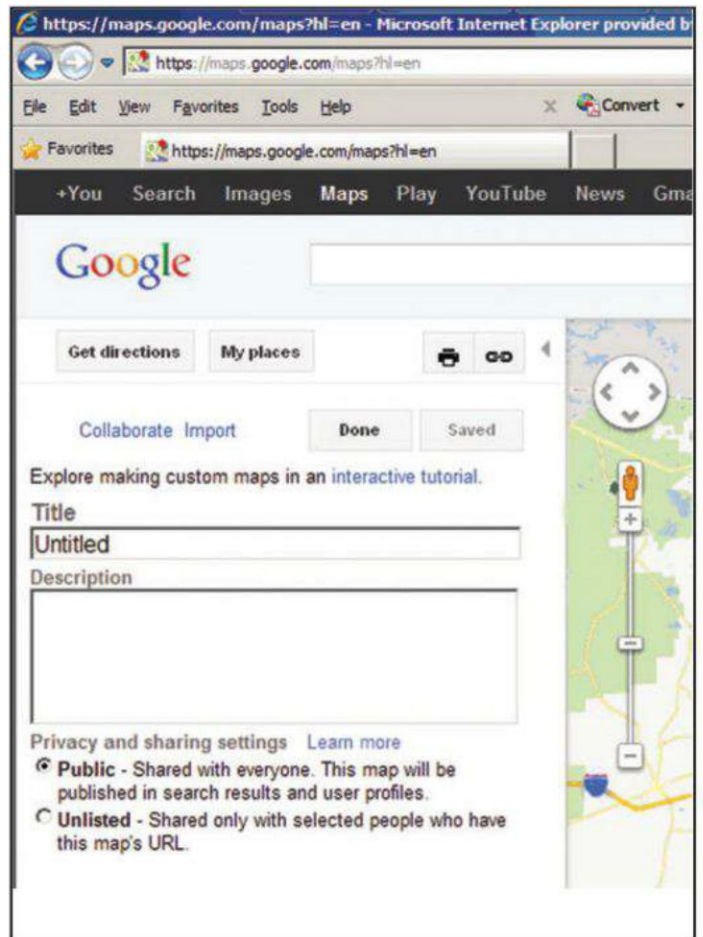 https://maps.google.com/maps?hl=en - Microsoft Internet Explorer provided b
https://maps.google.com/maps?hl=en
File Edit View Favorites Tools Help Convert
Favorites https://maps.google.com/maps?hl=en
+You Search Images Maps Play YouTube News Gma
Google
Get directions My places
Collaborate Import Done Saved
Explore making custom maps in an interactive tutorial.
Title
Untitled
Description
Privacy and sharing settings Learn more
Public - Shared with everyone. This map will be
published in search results and user profiles.
Unlisted - Shared only with selected people who have
this map's URL.